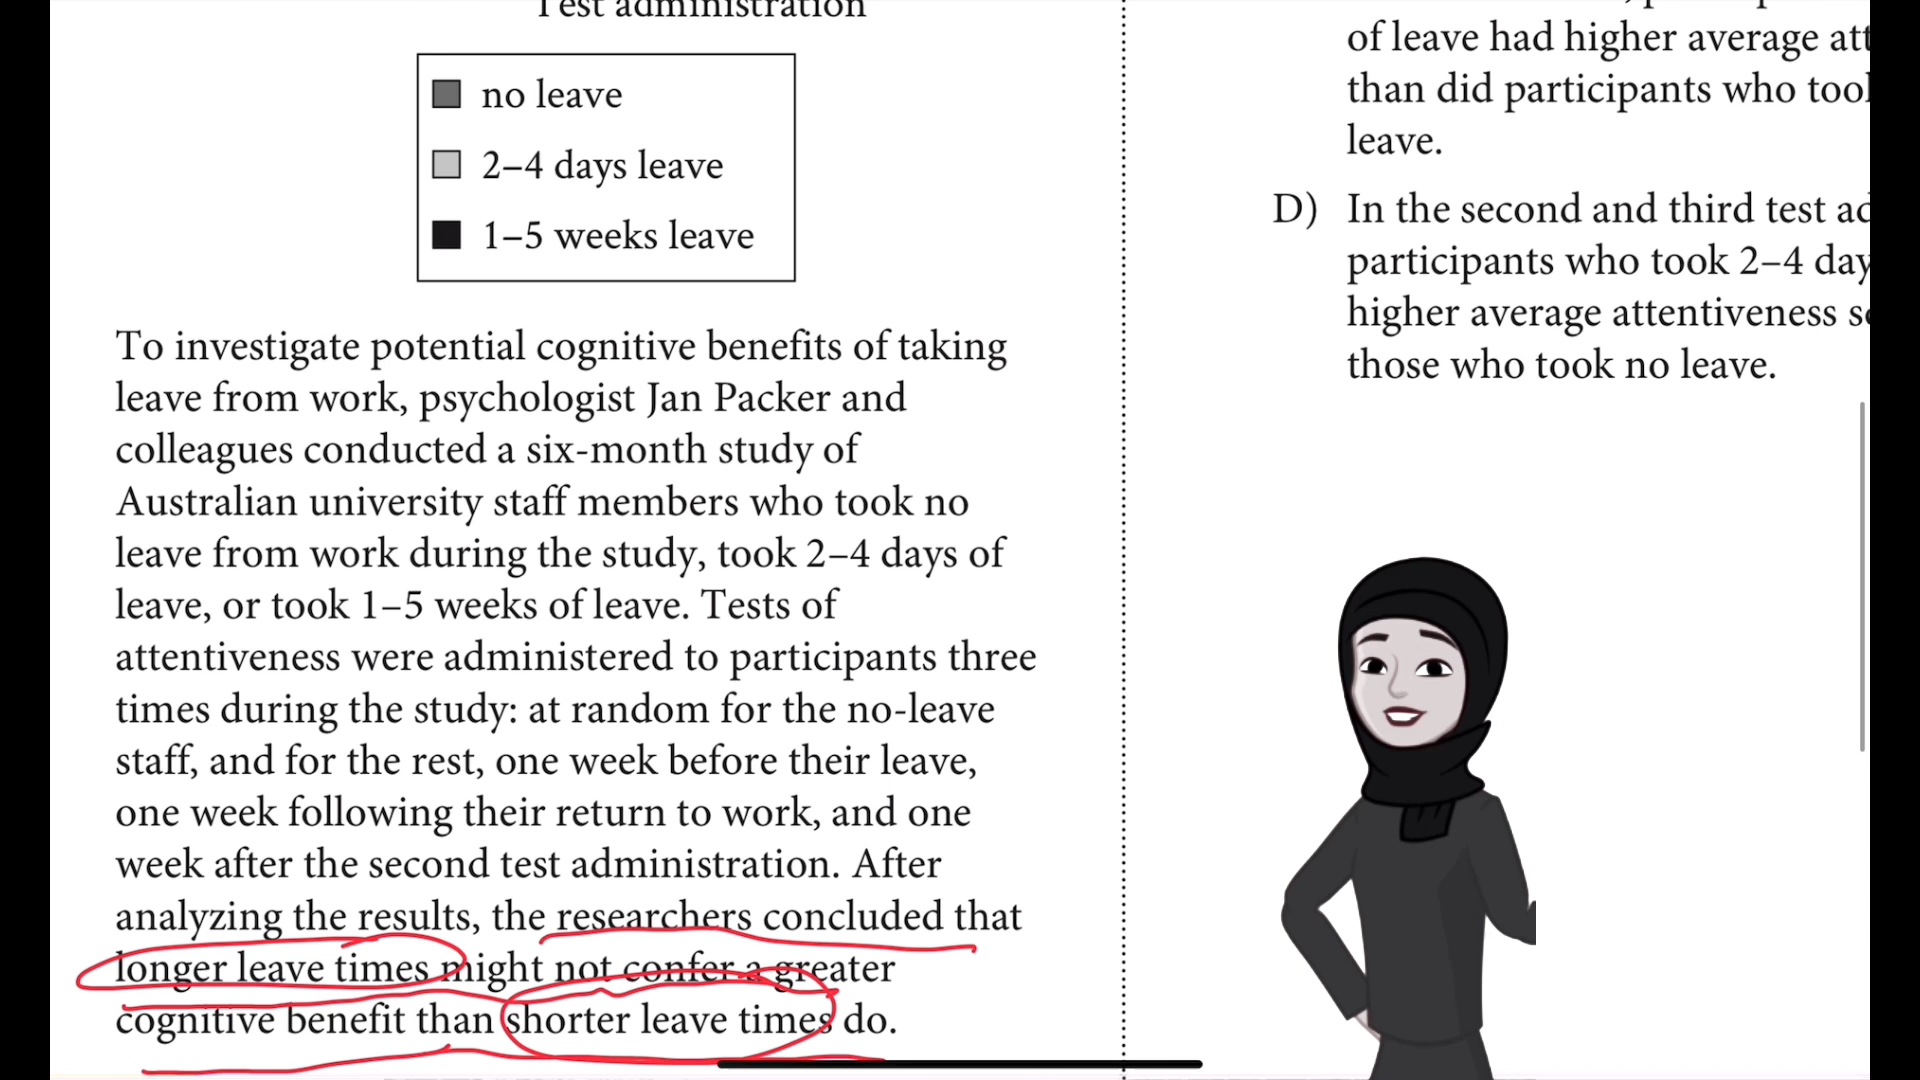 Test administration
no leave
2–4 days leave
1–5 weeks leave
To investigate potential cognitive benefits of taking
leave from work, psychologist Jan Packer and
colleagues conducted a six-month study of
Australian university staff members who took no
leave from work during the study, took 2–4 days of
leave, or took 1–5 weeks of leave. Tests of
attentiveness were administered to participants three
times during the study: at random for the no-leave
staff, and for the rest, one week before their leave,
one week following their return to work, and one
week after the second test administration. After
analyzing the results, the researchers concluded that
longer leave times might not confer a greater
cognitive benefit than shorter leave times do.
of leave had higher average
than did participants who
leave.
D) In the second and third test
participants who took 2–4
higher average attentiveness
those who took no leave.